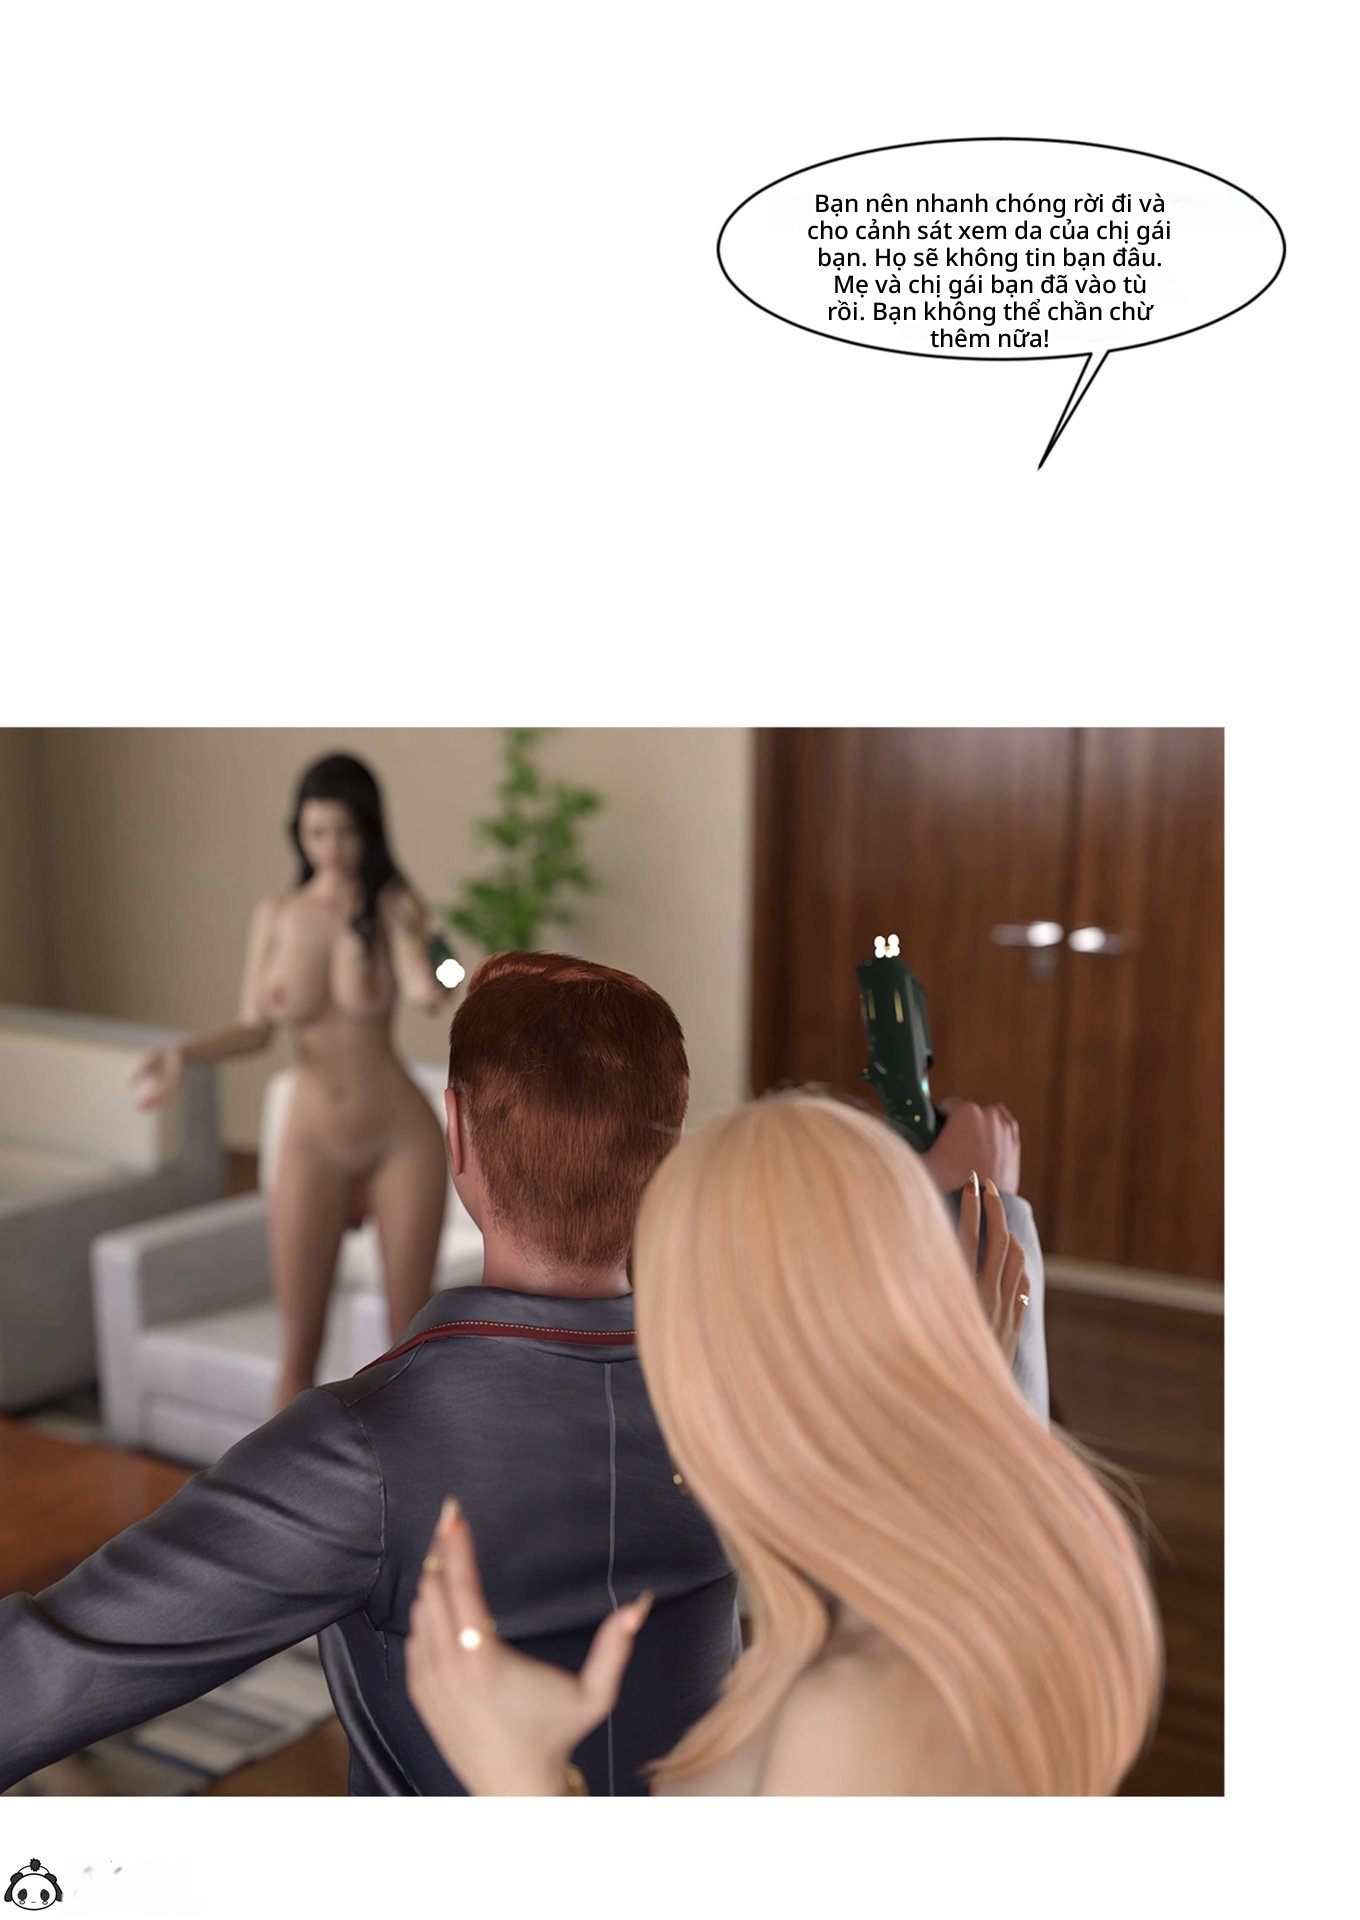 Bạn nên nhanh chóng rời đi và
cho cảnh sát xem da của chị gái
bạn. Họ sẽ không tin bạn đâu.
Mẹ và chị gái bạn đã vào tù
rồi. Bạn không thể chần chừ
thêm nữa!